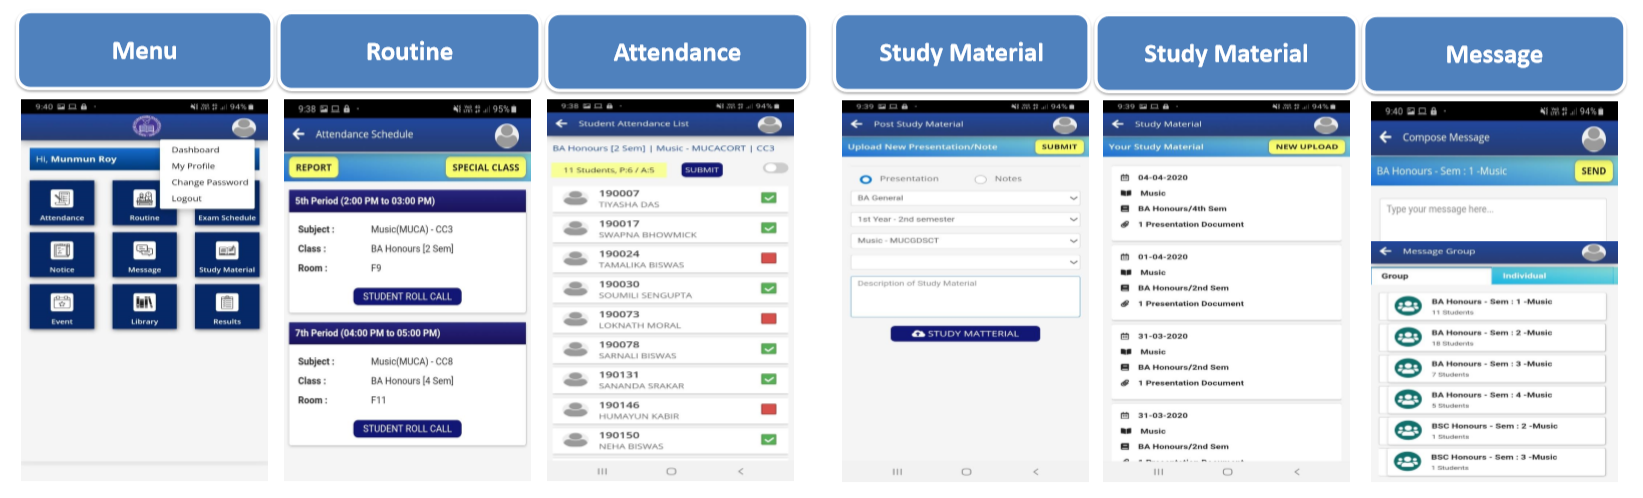 Menu
Routine
Attendance
Study Material
Study Material
Message
9:40
94%
Dashboard
My Profile
Change Password
Logout
Hi, Munmun Roy
Attendance
Routine
Exam Schedule
Notice
Message
Study Material
Event
Library
Results
9:38
95%
Attendance Schedule
REPORT
SPECIAL CLASS
5th Period (2:00 PM to 03:00 PM)
Subject : Music(MUCA) - CC3
Class : BA Honours [2 Sem]
Room : F9
STUDENT ROLL CALL
7th Period (04:00 PM to 05:00 PM)
Subject : Music(MUCA) - CC8
Class : BA Honours [4 Sem]
Room : F11
STUDENT ROLL CALL
9:38
94%
Student Attendance List
BA Honours [2 Sem] | Music - MUCACORT | CC3
11 Students, P:6 / A:5
SUBMIT
190007
TIYASHA DAS
190017
SWAPNA BHOWMICK
190024
TAMALIKA BISWAS
190030
SOUMILI SENGUPTA
190073
LOKNATH MORAL
190078
SARNALI BISWAS
190131
SANANDA SRAKAR
190146
HUMAYUN KABIR
190150
NEHA BISWAS
9:39
94%
Post Study Material
Upload New Presentation/Note
SUBMIT
Presentation
Notes
BA General
1st Year - 2nd semester
Music - MUCGDSCT
Description of Study Material
STUDY MATTERIAL
9:39
94%
Study Material
Your Study Material
NEW UPLOAD
04-04-2020
Music
BA Honours/4th Sem
1 Presentation Document
01-04-2020
Music
BA Honours/2nd Sem
1 Presentation Document
31-03-2020
Music
BA Honours/2nd Sem
1 Presentation Document
31-03-2020
Music
BA Honours/2nd Sem
9:40
94%
Compose Message
BA Honours - Sem : 1 -Music
SEND
Type your message here...
Message Group
Group
Individual
BA Honours - Sem : 1 -Music
11 Students
BA Honours - Sem : 2 -Music
18 Students
BA Honours - Sem : 3 -Music
7 Students
BA Honours - Sem : 4 -Music
5 Students
BSC Honours - Sem : 2 -Music
1 Students
BSC Honours - Sem : 3 -Music
1 Students